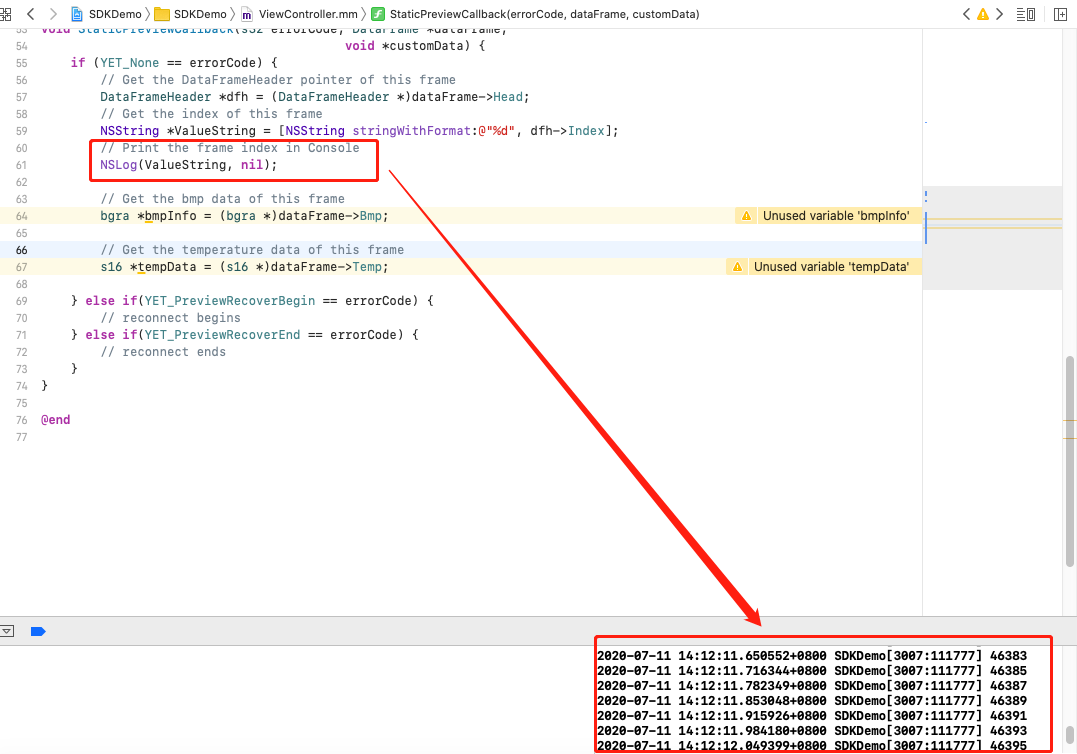 SDKDemo SDKDemo ViewController.mm StaticPreviewCallback(errorCode, dataFrame, customData)
53 void StaticPreviewCallback(s32 errorCode, DataFrame *dataFrame,
54 void *customData) {
55 if (YET_None == errorCode) {
56 // Get the DataFrameHeader pointer of this frame
57 DataFrameHeader *dfh = (DataFrameHeader *)dataFrame->Head;
58 // Get the index of this frame
59 NSString *ValueString = [NSString stringWithFormat:@"%d", dfh->Index];
60 // Print the frame index in Console
61 NSLog(ValueString, nil);
62
63 // Get the bmp data of this frame
64 bgra *bmpInfo = (bgra *)dataFrame->Bmp; Unused variable 'bmpInfo'
65
66 // Get the temperature data of this frame
67 s16 *tempData = (s16 *)dataFrame->Temp; Unused variable 'tempData'
68
69 } else if(YET_PreviewRecoverBegin == errorCode) {
70 // reconnect begins
71 } else if(YET_PreviewRecoverEnd == errorCode) {
72 // reconnect ends
73 }
74 }
75
76 @end
77
2020-07-11 14:12:11.650552+0800 SDKDemo[3007:111777] 46383
2020-07-11 14:12:11.716344+0800 SDKDemo[3007:111777] 46385
2020-07-11 14:12:11.782349+0800 SDKDemo[3007:111777] 46387
2020-07-11 14:12:11.853048+0800 SDKDemo[3007:111777] 46389
2020-07-11 14:12:11.915926+0800 SDKDemo[3007:111777] 46391
2020-07-11 14:12:11.984180+0800 SDKDemo[3007:111777] 46393
2020-07-11 14:12:12.049399+0800 SDKDemo[3007:111777] 46395